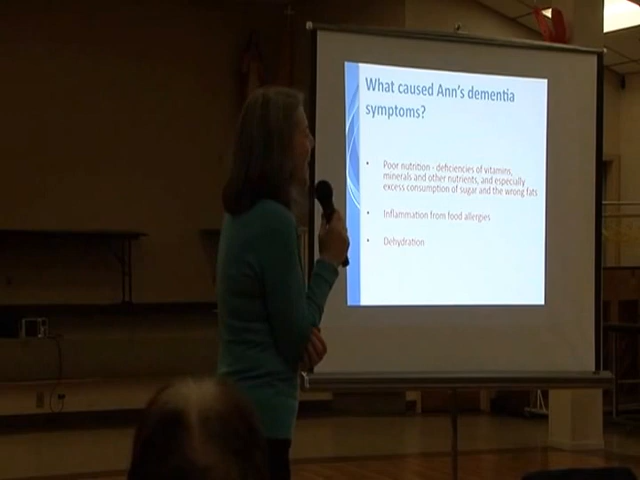 What caused Ann's dementia
symptoms?
• Poor nutrition - deficiencies of vitamins,
minerals and other nutrients, and especially
excess consumption of sugar and the wrong fats
• Inflammation from food allergies
• Dehydration